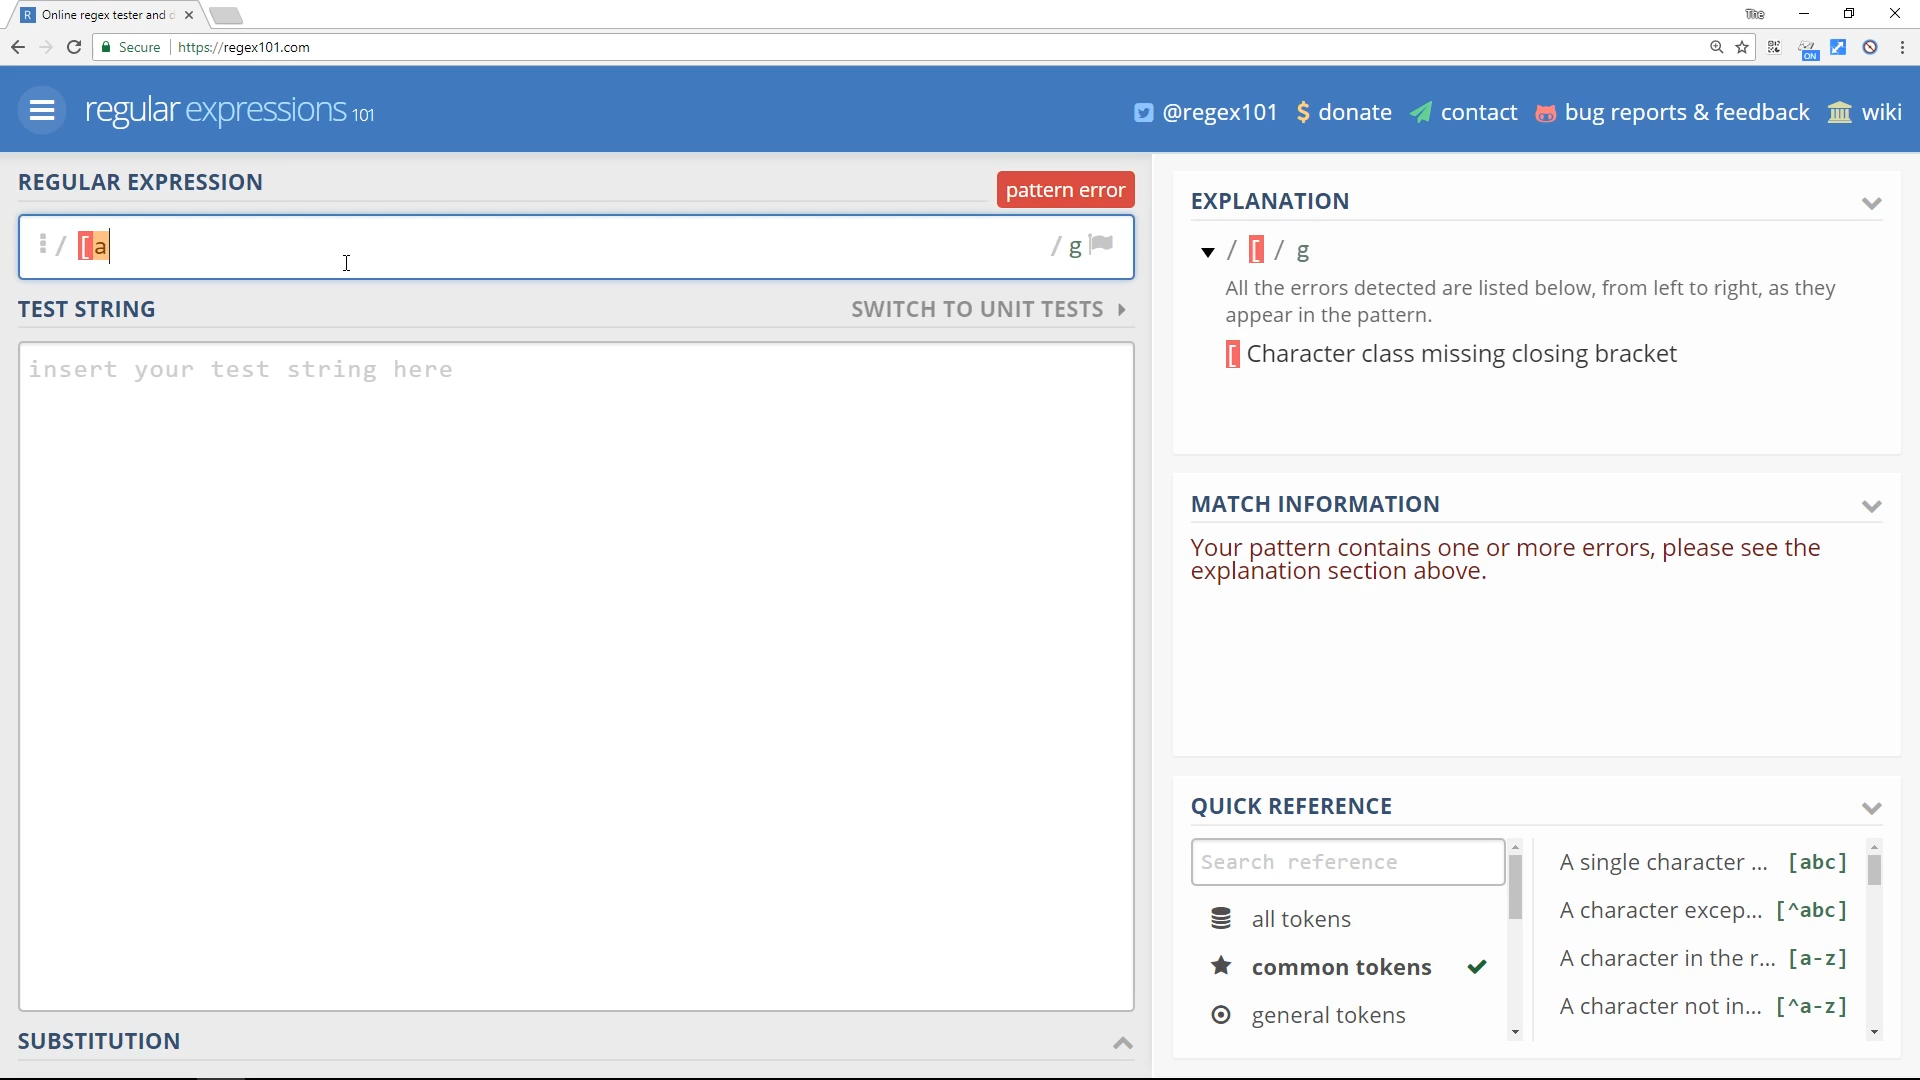 Online regex tester and d
The
Secure
https://regex101.com
ON
regular expressions 101
@regex101
$ donate
contact
bug reports & feedback
wiki
REGULAR EXPRESSION
pattern error
/ [a
/ g
TEST STRING
SWITCH TO UNIT TESTS
insert your test string here
SUBSTITUTION
EXPLANATION
/ [ / g
All the errors detected are listed below, from left to right, as they
appear in the pattern.
[ Character class missing closing bracket
MATCH INFORMATION
Your pattern contains one or more errors, please see the
explanation section above.
QUICK REFERENCE
Search reference
all tokens
common tokens
general tokens
A single character ... [abc]
A character excep... [^abc]
A character in the r... [a-z]
A character not in... [^a-z]